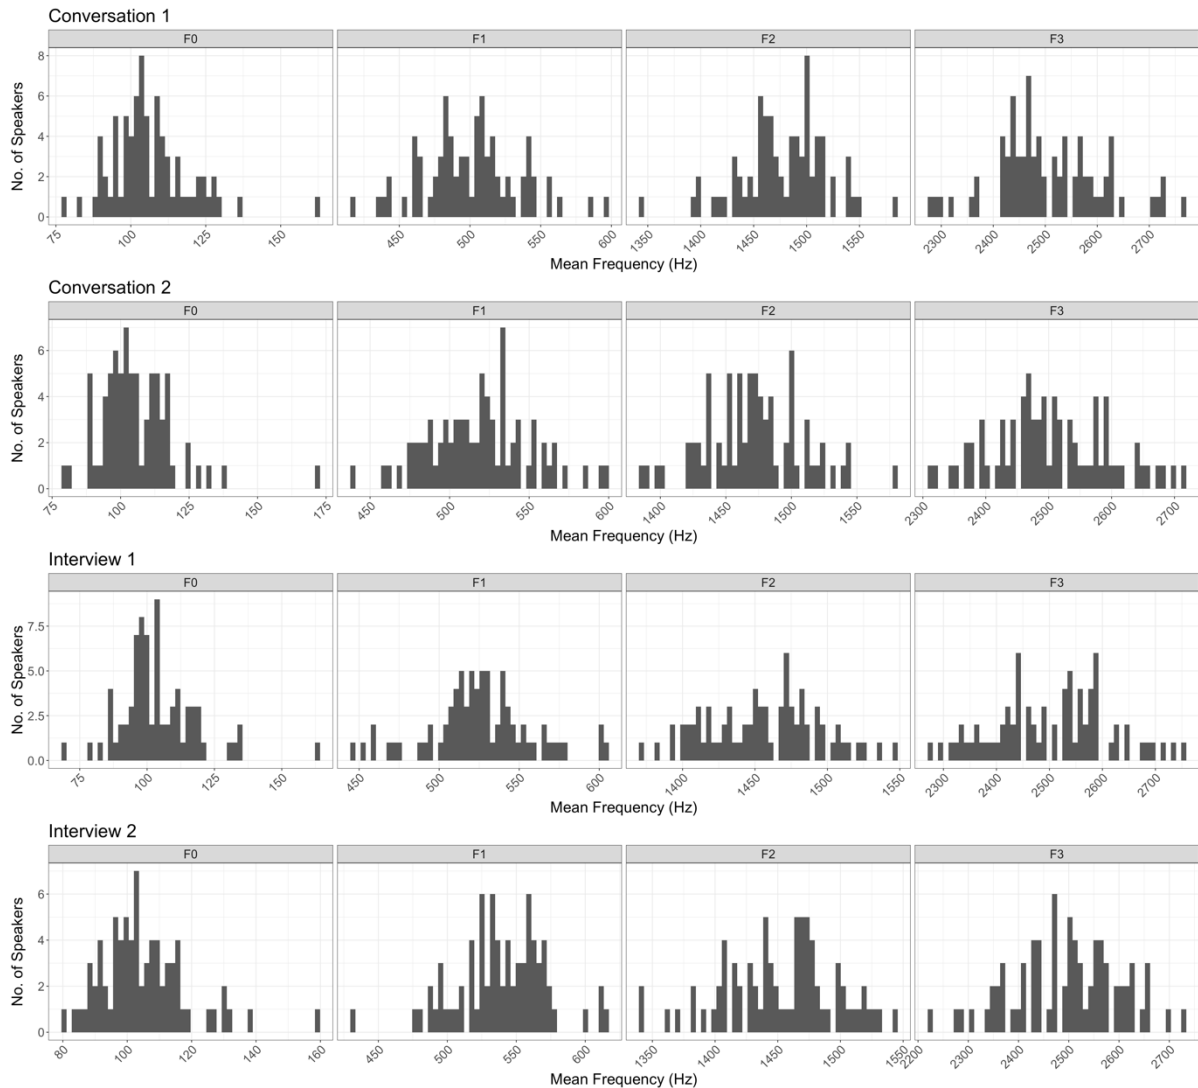 Conversation 1
F0 F1 F2 F3
No. of Speakers
8
6
4
2
0
75 100 125 150 450 500 550 600 1350 1400 1450 1500 1550 2300 2400 2500 2600 2700
Mean Frequency (Hz)
Conversation 2
F0 F1 F2 F3
No. of Speakers
6
4
2
0
75 100 125 150 175 450 500 550 600 1400 1450 1500 1550 2300 2400 2500 2600 2700
Mean Frequency (Hz)
Interview 1
F0 F1 F2 F3
No. of Speakers
7.5
5.0
2.5
0.0
75 100 125 150 450 500 550 600 1400 1450 1500 1550 2300 2400 2500 2600 2700
Mean Frequency (Hz)
Interview 2
F0 F1 F2 F3
No. of Speakers
6
4
2
0
80 100 120 140 160 450 500 550 600 1350 1400 1450 1500 1550 2200 2300 2400 2500 2600 2700
Mean Frequency (Hz)